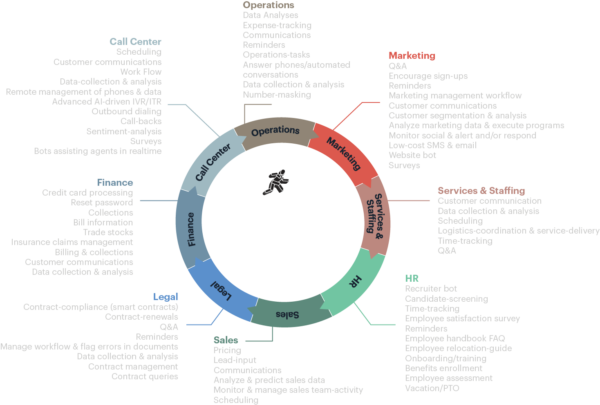 Operations
Data Analyses
Expense-tracking
Communications
Reminders
Operations-tasks
Answer phones/automated
conversations
Data collection & analysis
Number-masking
Call Center
Scheduling
Customer communications
Work Flow
Data-collection & analysis
Remote management of phones & data
Advanced AI-driven IVR/ITR
Outbound dialing
Call-backs
Sentiment-analysis
Surveys
Bots assisting agents in realtime
Marketing
Q&A
Encourage sign-ups
Reminders
Marketing management workflow
Customer communications
Customer segmentation & analysis
Analyze marketing data & execute programs
Monitor social & alert and/or respond
Low-cost SMS & email
Website bot
Surveys
Finance
Credit card processing
Reset password
Collections
Bill information
Trade stocks
Insurance claims management
Billing & collections
Customer communications
Data collection & analysis
Services & Staffing
Customer communication
Data collection & analysis
Scheduling
Logistics-coordination & service-delivery
Time-tracking
Q&A
Legal
Contract-compliance (smart contracts)
Contract-renewals
Q&A
Reminders
Manage workflow & flag errors in documents
Data collection & analysis
Contract management
Contract queries
HR
Recruiter bot
Candidate-screening
Time-tracking
Employee satisfaction survey
Reminders
Employee handbook FAQ
Employee relocation-guide
Onboarding/training
Benefits enrollment
Employee assessment
Vacation/PTO
Sales
Pricing
Lead-input
Communications
Analyze & predict sales data
Monitor & manage sales team-activity
Scheduling
Operations
Marketing
Services &
Staffing
HR
Sales
Legal
Finance
Call Center